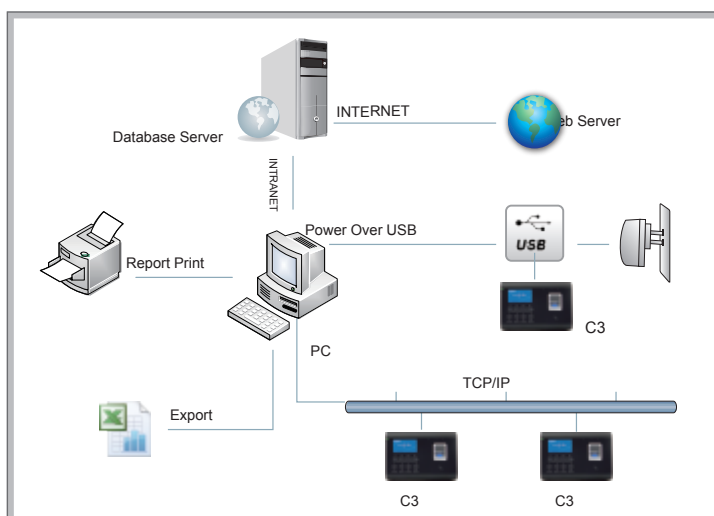 INTERNET
Database Server
eb Server
INTRANET
Power Over USB
USB
Report Print
C3
PC
TCP/IP
Export
C3
C3